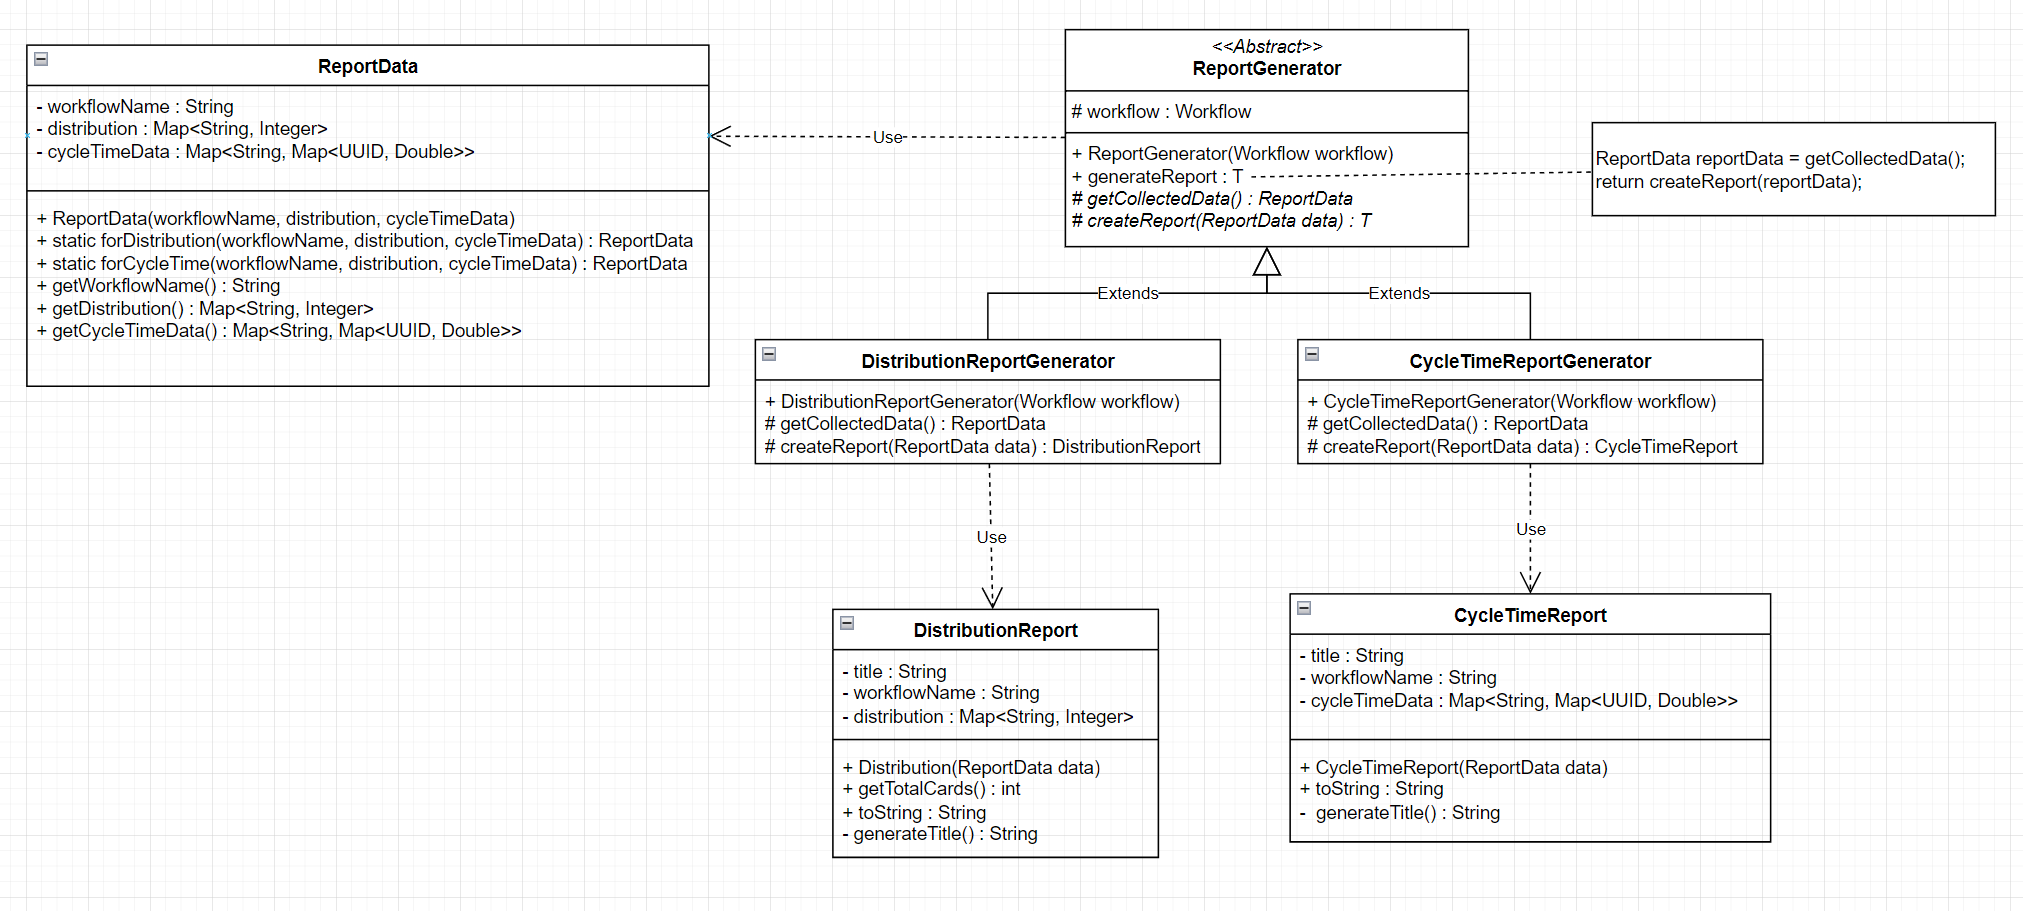 ReportData
- workflowName : String
- distribution : Map<String, Integer>
- cycleTimeData : Map<String, Map<UUID, Double>>
+ ReportData(workflowName, distribution, cycleTimeData)
+ static forDistribution(workflowName, distribution, cycleTimeData) : ReportData
+ static forCycleTime(workflowName, distribution, cycleTimeData) : ReportData
+ getWorkflowName() : String
+ getDistribution() : Map<String, Integer>
+ getCycleTimeData() : Map<String, Map<UUID, Double>>
Use
<<Abstract>>
ReportGenerator
# workflow : Workflow
+ ReportGenerator(Workflow workflow)
+ generateReport : T
# getCollectedData() : ReportData
# createReport(ReportData data) : T
ReportData reportData = getCollectedData();
return createReport(reportData);
Extends
Extends
DistributionReportGenerator
+ DistributionReportGenerator(Workflow workflow)
# getCollectedData() : ReportData
# createReport(ReportData data) : DistributionReport
CycleTimeReportGenerator
+ CycleTimeReportGenerator(Workflow workflow)
# getCollectedData() : ReportData
# createReport(ReportData data) : CycleTimeReport
Use
Use
DistributionReport
- title : String
- workflowName : String
- distribution : Map<String, Integer>
+ Distribution(ReportData data)
+ getTotalCards() : int
+ toString : String
- generateTitle() : String
CycleTimeReport
- title : String
- workflowName : String
- cycleTimeData : Map<String, Map<UUID, Double>>
+ CycleTimeReport(ReportData data)
+ toString : String
- generateTitle() : String